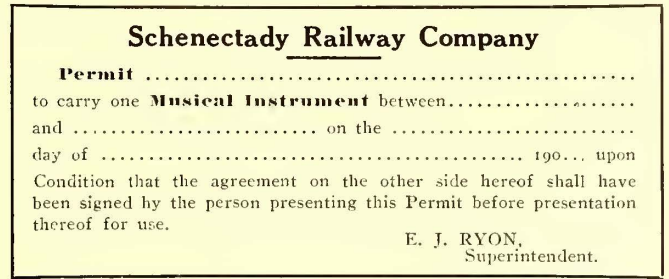 Schenectady Railway Company
Permit ..........................................................
to carry one Musical Instrument between......................
and ............................ on the ............................
day of .................................................. 190... upon
Condition that the agreement on the other side hereof shall have
been signed by the person presenting this Permit before presentation
thereof for use.
E. J. RYON,
Superintendent.